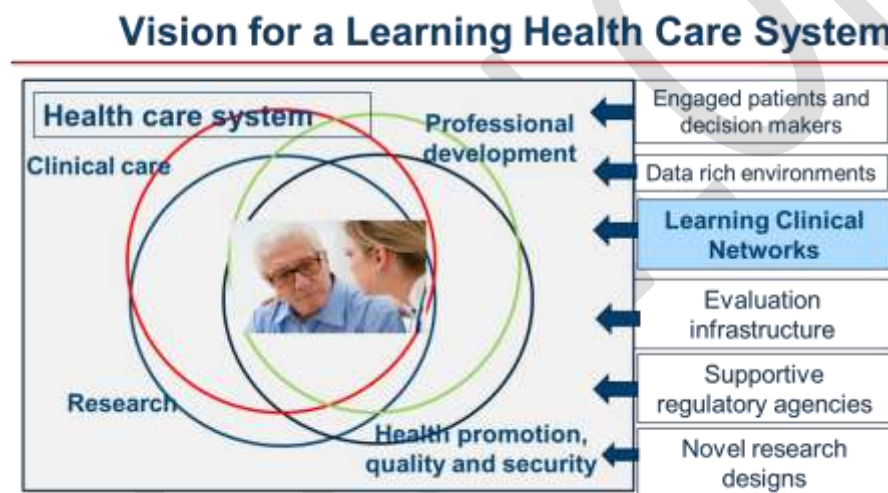 Vision for a Learning Health Care System
Health care system
Professional
development
Clinical care
Research
Health promotion,
quality and security
Engaged patients and
decision makers
Data rich environments
Learning Clinical
Networks
Evaluation
infrastructure
Supportive
regulatory agencies
Novel research
designs